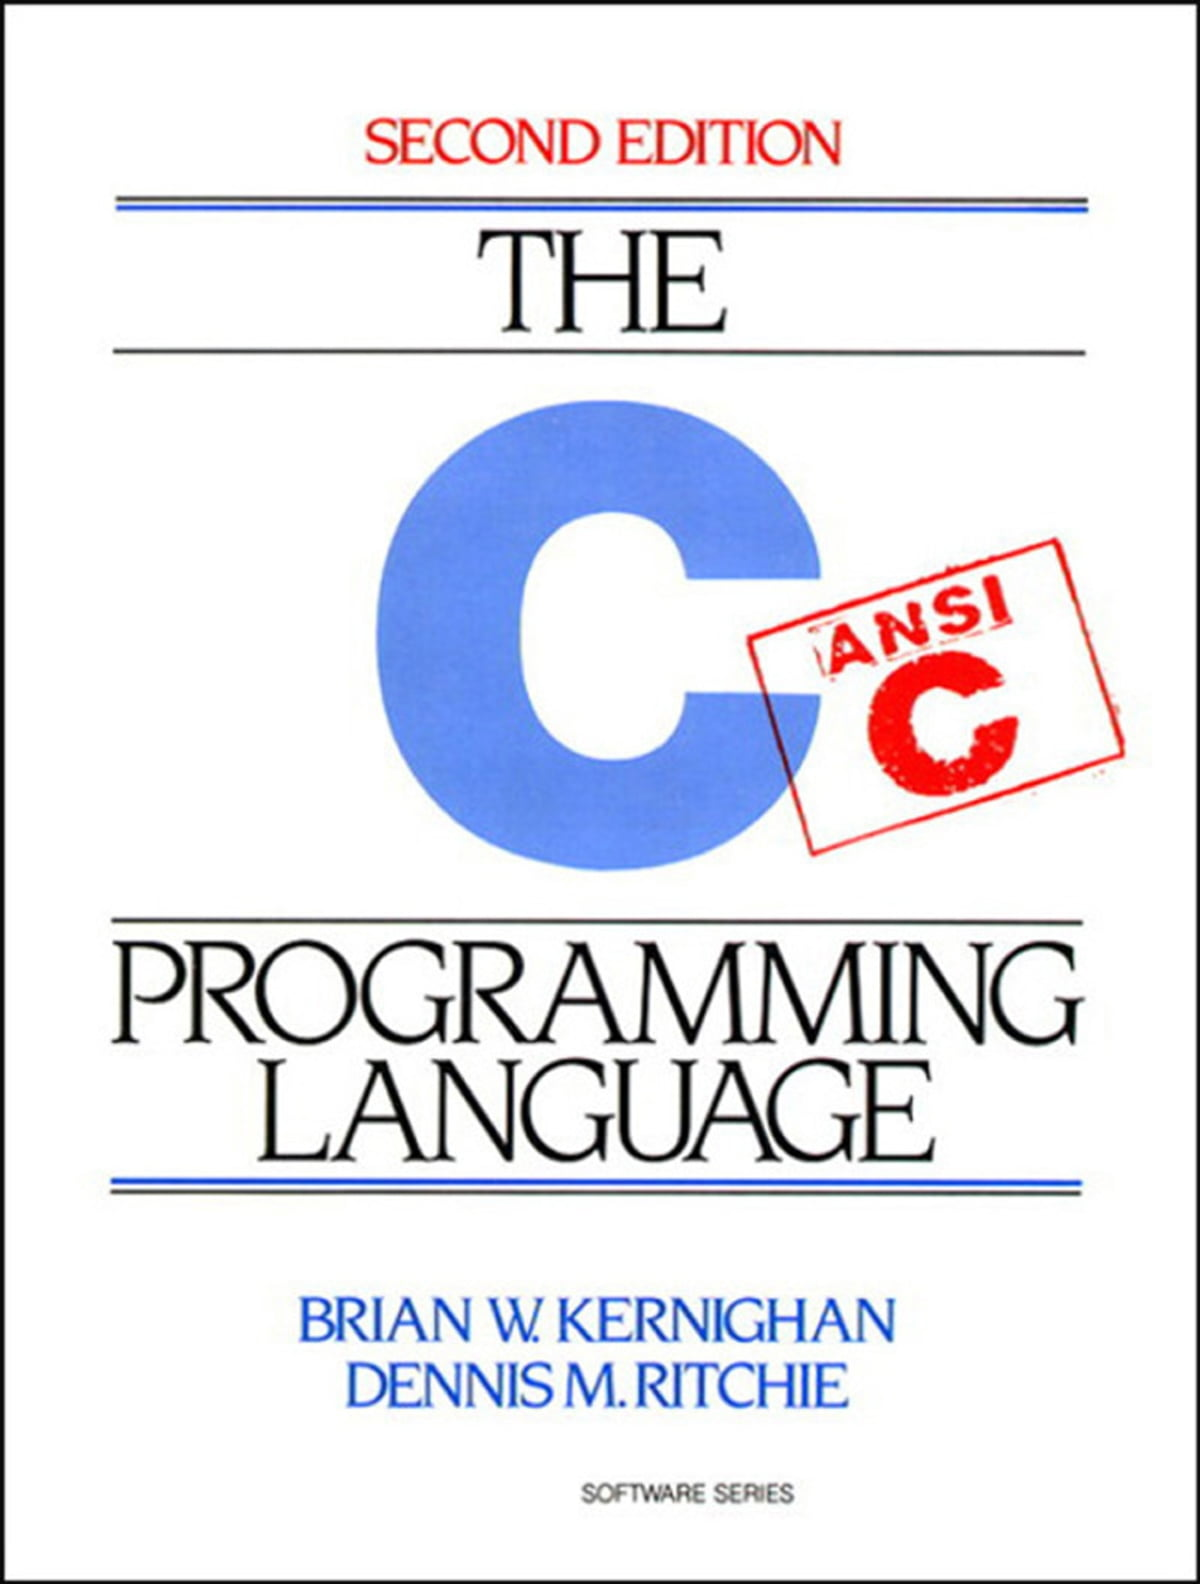 SECOND EDITION
THE
C
ANSI
C
PROGRAMMING
LANGUAGE
BRIAN W. KERNIGHAN
DENNIS M. RITCHIE
SOFTWARE SERIES